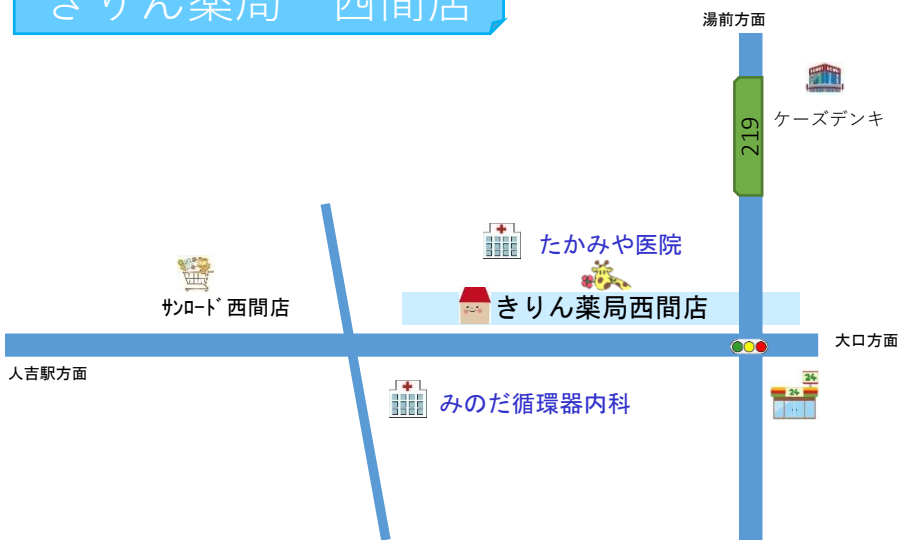 きりん薬局　西間店
湯前方面
219
ケーズデンキ
たかみや医院
ｻﾝﾛｰﾄﾞ西間店
きりん薬局西間店
大口方面
人吉駅方面
みのだ循環器内科
24
24